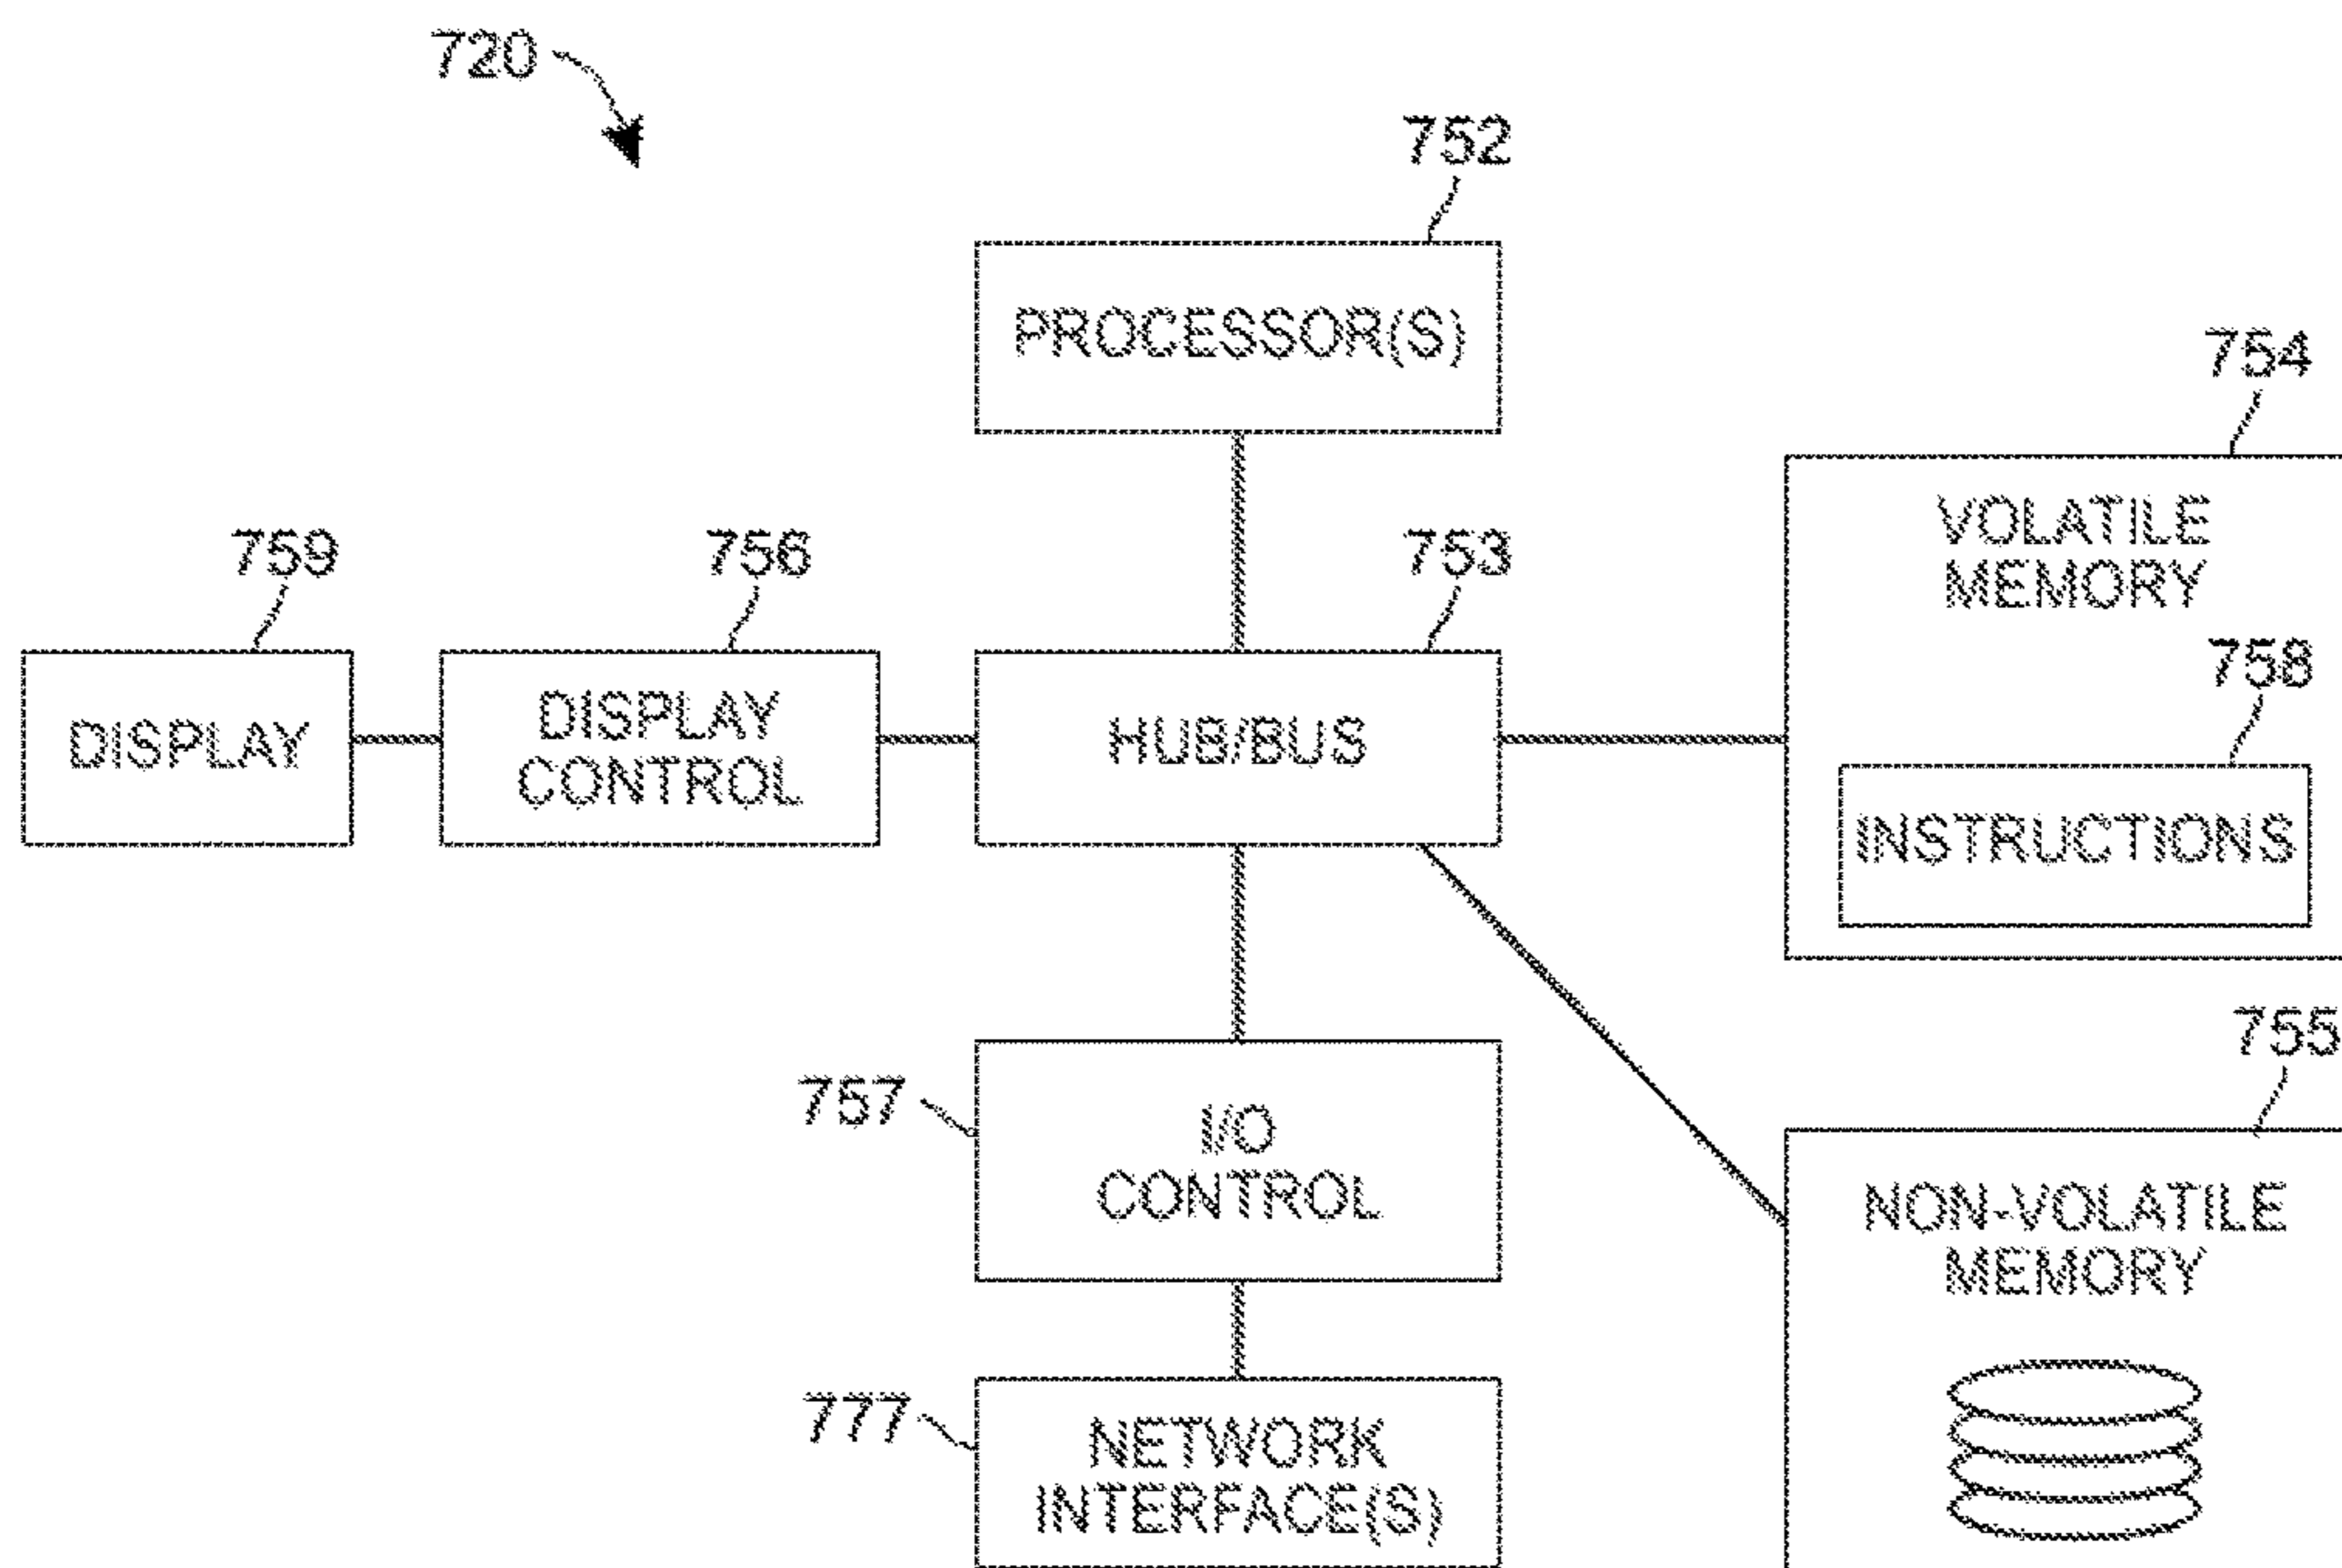 720
752
PROCESSOR(S)
754
VOLATILE
MEMORY
759
756
753
758
DISPLAY
DISPLAY
CONTROL
HUB/BUS
INSTRUCTIONS
755
757
I/O
CONTROL
NON-VOLATILE
MEMORY
777
NETWORK
INTERFACE(S)